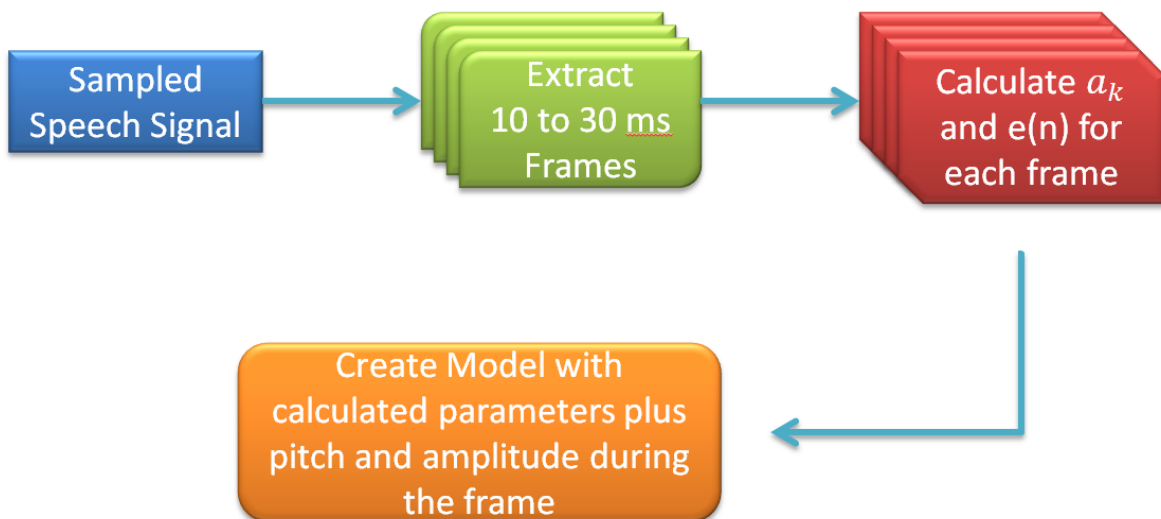 Sampled
Speech Signal
Extract
10 to 30 ms
Frames
Calculate 𝑎𝑘
and e(n) for
each frame
Create Model with
calculated parameters plus
pitch and amplitude during
the frame